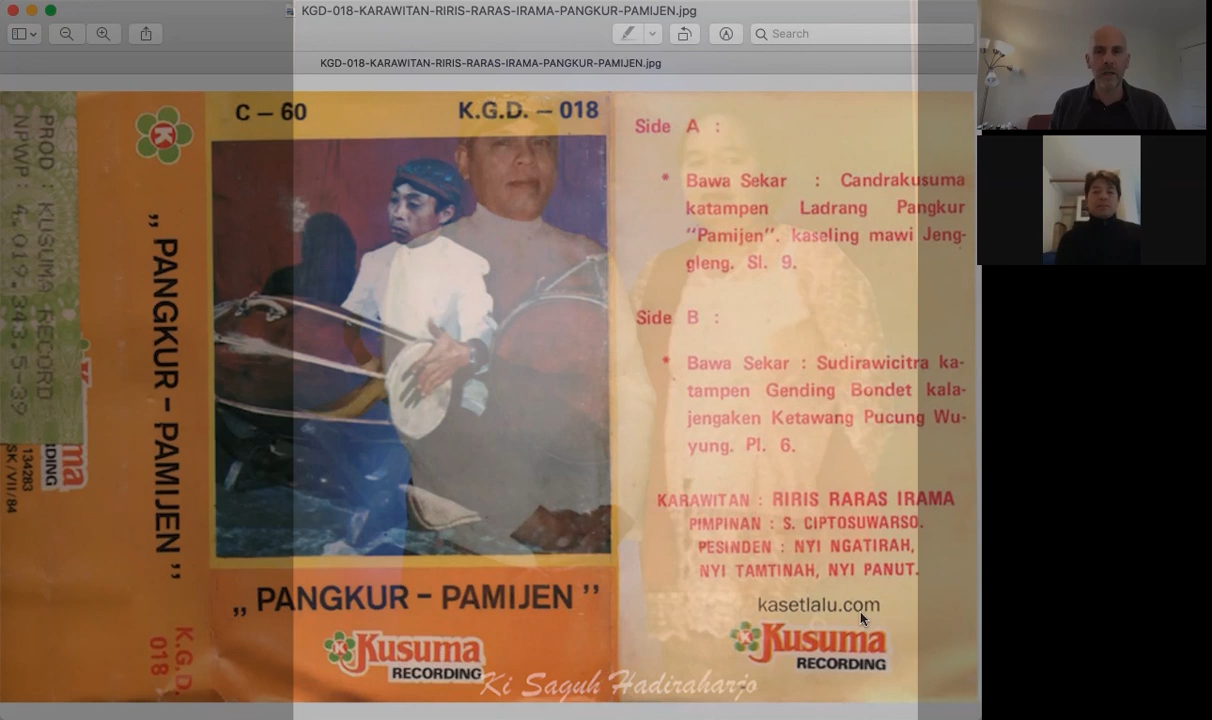 KGD-018-KARAWITAN-RIRIS-RARAS-IRAMA-PANGKUR-PAMIJEN.jpg
Search
KGD-018-KARAWITAN-RIRIS-RARAS-IRAMA-PANGKUR-PAMIJEN.jpg
PROD : KUSUMA RECORD
NPWP : 4.019.343.5-39
134283
SK/VII/84
„ PANGKUR – PAMIJEN ”
K.G.D.
018
C – 60 K.G.D. – 018
„ PANGKUR – PAMIJEN ”
Kusuma
RECORDING
Side A :
* Bawa Sekar : Candrakusuma
katampen Ladrang Pangkur
“Pamijen”. kaseling mawi Jeng-
gleng. Sl. 9.
Side B :
* Bawa Sekar : Sudirawicitra ka-
tampen Gending Bondet kala-
jengaken Ketawang Pucung Wu-
yung. Pl. 6.
KARAWITAN : RIRIS RARAS IRAMA
PIMPINAN : S. CIPTOSUWARSO.
PESINDEN : NYI NGATIRAH,
NYI TAMTINAH, NYI PANUT.
kasetlalu.com
Kusuma
RECORDING
Ki Saguh Hadiraharjo